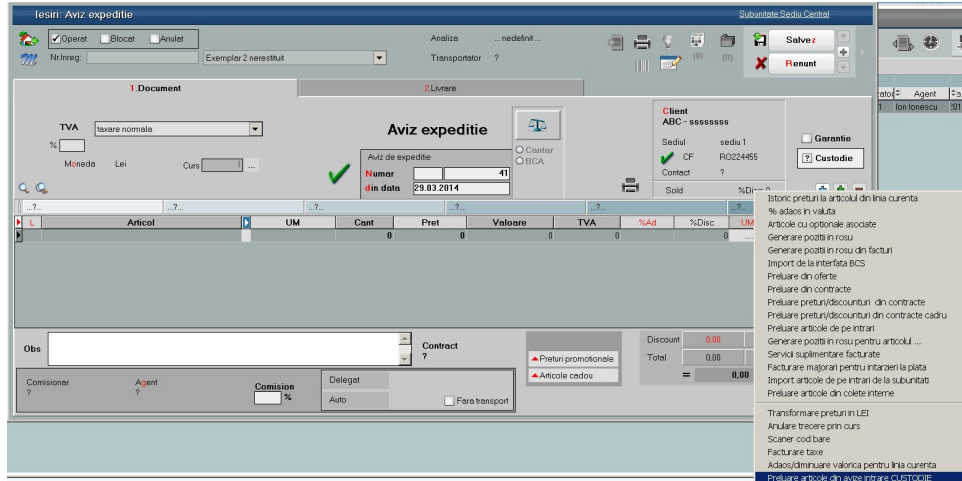 Iesiri: Aviz expeditie
Subunitate Sediu Central
Operat Blocat Anulat
Analiza ... nedefinit...
Nr.Inreg: Exemplar 2 nerestituit
Transportator ?
(0) (0)
Salvez
Renunt
1.Document 2.Livrare
Agent
1 Ion Ionescu
TVA taxare normala
%
Moneda Lei Curs 1 ...
Aviz expeditie
Cantar
BCA
Aviz de expeditie
Numar 41
din data 29.03.2014
Client
ABC - ssssssss
Sediul sediu 1
CF RO224455
Contact ?
Sold %Disc: 0
Garantie
? Custodie
...?... ...?... ...?... ...?... ...?... ...?...
L Articol UM Cant Pret Valoare TVA %Ad %Disc UM
0 0 0 0 0 ....
Istoric preturi la articolul din linia curenta
% adaos in valuta
Articole cu optionale asociate
Generare pozitii in rosu
Generare pozitii in rosu din facturi
Import de la interfata BCS
Preluare din oferte
Preluare din contracte
Preluare preturi/discounturi din contracte
Preluare preturi/discounturi din contracte cadru
Preluare articole de pe intrari
Generare pozitii in rosu pentru articolul ...
Servicii suplimentare facturate
Facturare majorari pentru intarzieri la plata
Import articole de pe intrari de la subunitati
Preluare articole din colete interne
Transformare preturi in LEI
Anulare trecere prin curs
Scaner cod bare
Facturare taxe
Adaos/diminuare valorica pentru linia curenta
Preluare articole din avize intrare CUSTODIE
Obs
Contract
?
Preturi promotionale
Articole cadou
Discount 0.00
Total 0.00
= 0.00
Comisionar
?
Agent
?
Comision
%
Delegat
Auto
Fara transport